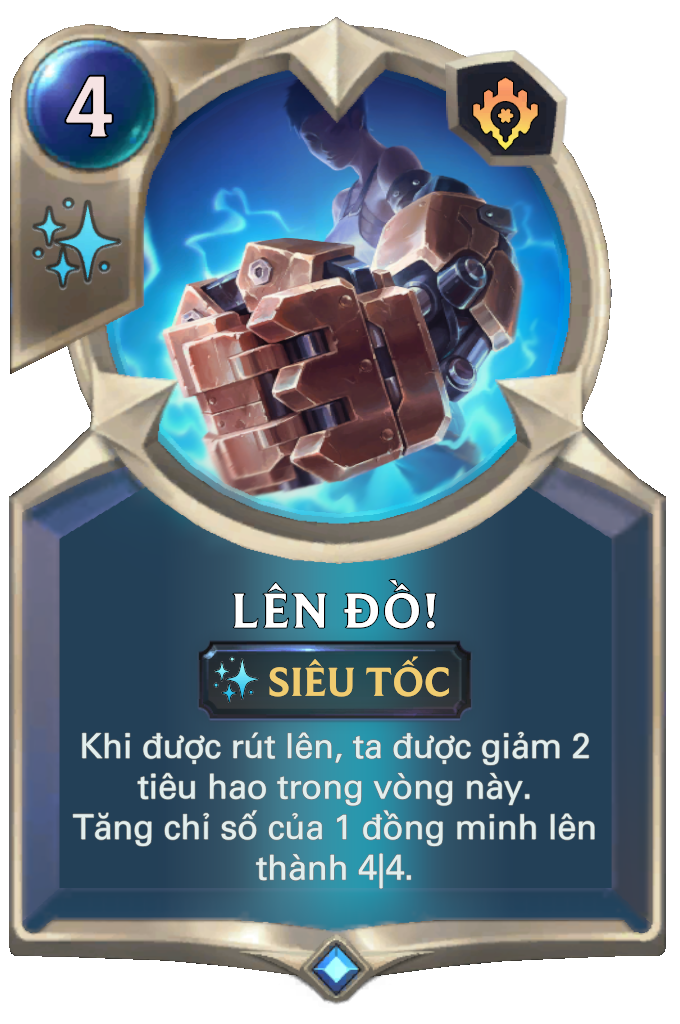 4
LÊN ĐỒ!
SIÊU TỐC
Khi được rút lên, ta được giảm 2
tiêu hao trong vòng này.
Tăng chỉ số của 1 đồng minh lên
thành 4|4.